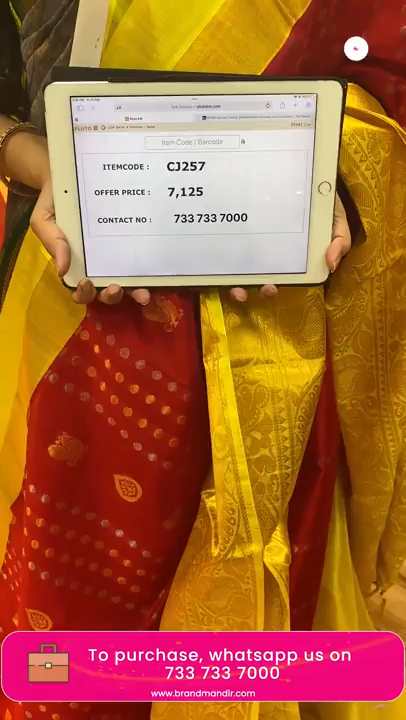 PLUTO
Item Code / Barcode
ITEMCODE : CJ257
OFFER PRICE : 7,125
CONTACT NO : 733 733 7000
To purchase, whatsapp us on
733 733 7000
www.brandmandir.com